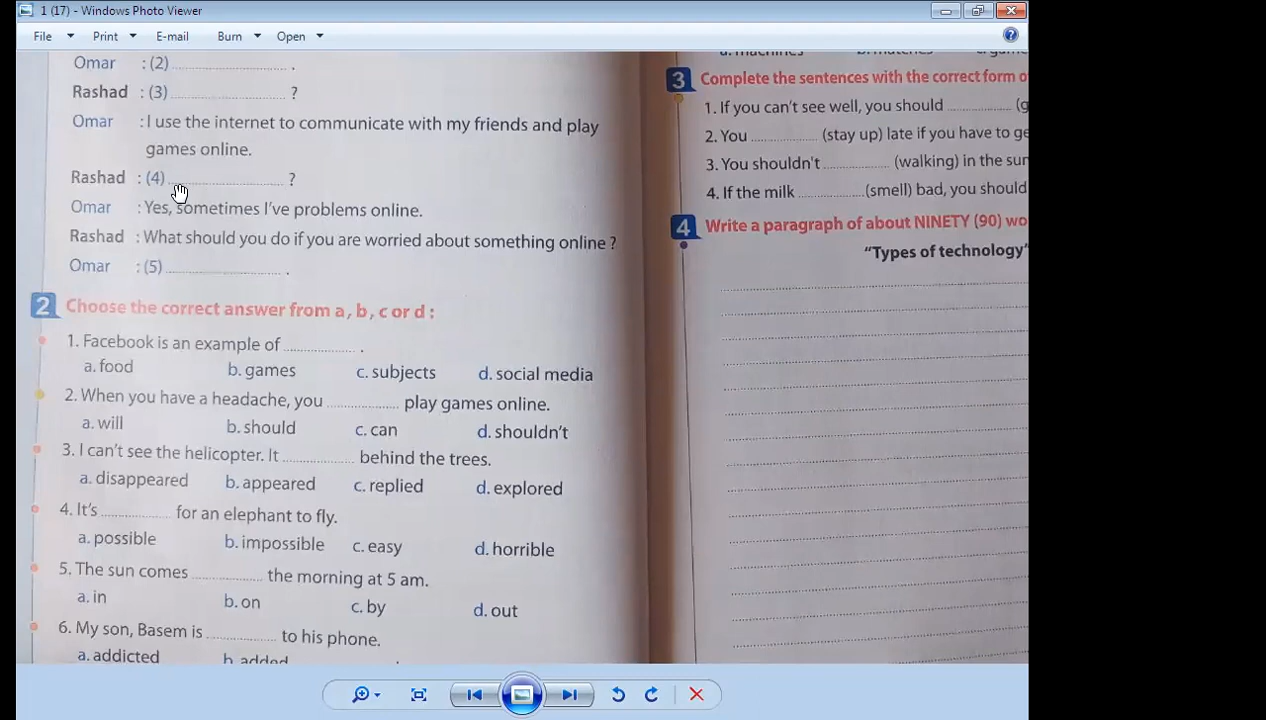 1 (17) - Windows Photo Viewer
File Print E-mail Burn Open
Omar : (2) .
Rashad : (3) ?
Omar : I use the internet to communicate with my friends and play
games online.
Rashad : (4) ?
Omar : Yes, sometimes I've problems online.
Rashad : What should you do if you are worried about something online ?
Omar : (5) .
2 Choose the correct answer from a, b, c or d :
1. Facebook is an example of .
a. food b. games c. subjects d. social media
2. When you have a headache, you play games online.
a. will b. should c. can d. shouldn't
3. I can't see the helicopter. It behind the trees.
a. disappeared b. appeared c. replied d. explored
4. It's for an elephant to fly.
a. possible b. impossible c. easy d. horrible
5. The sun comes the morning at 5 am.
a. in b. on c. by d. out
6. My son, Basem is to his phone.
a. addicted b. added
a. machines
3 Complete the sentences with the correct form o
1. If you can't see well, you should (g
2. You (stay up) late if you have to ge
3. You shouldn't (walking) in the sun
4. If the milk (smell) bad, you should
4 Write a paragraph of about NINETY (90) wo
"Types of technology"